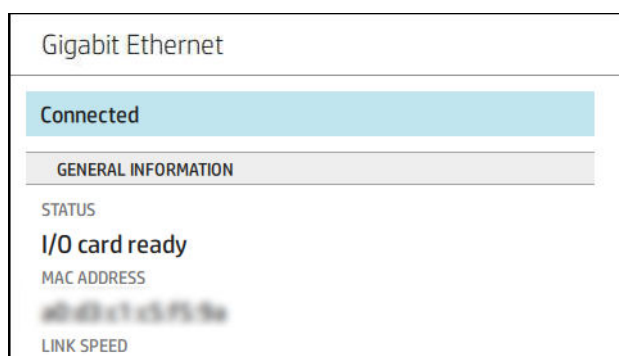 Gigabit Ethernet
Connected
GENERAL INFORMATION
STATUS
I/O card ready
MAC ADDRESS
LINK SPEED